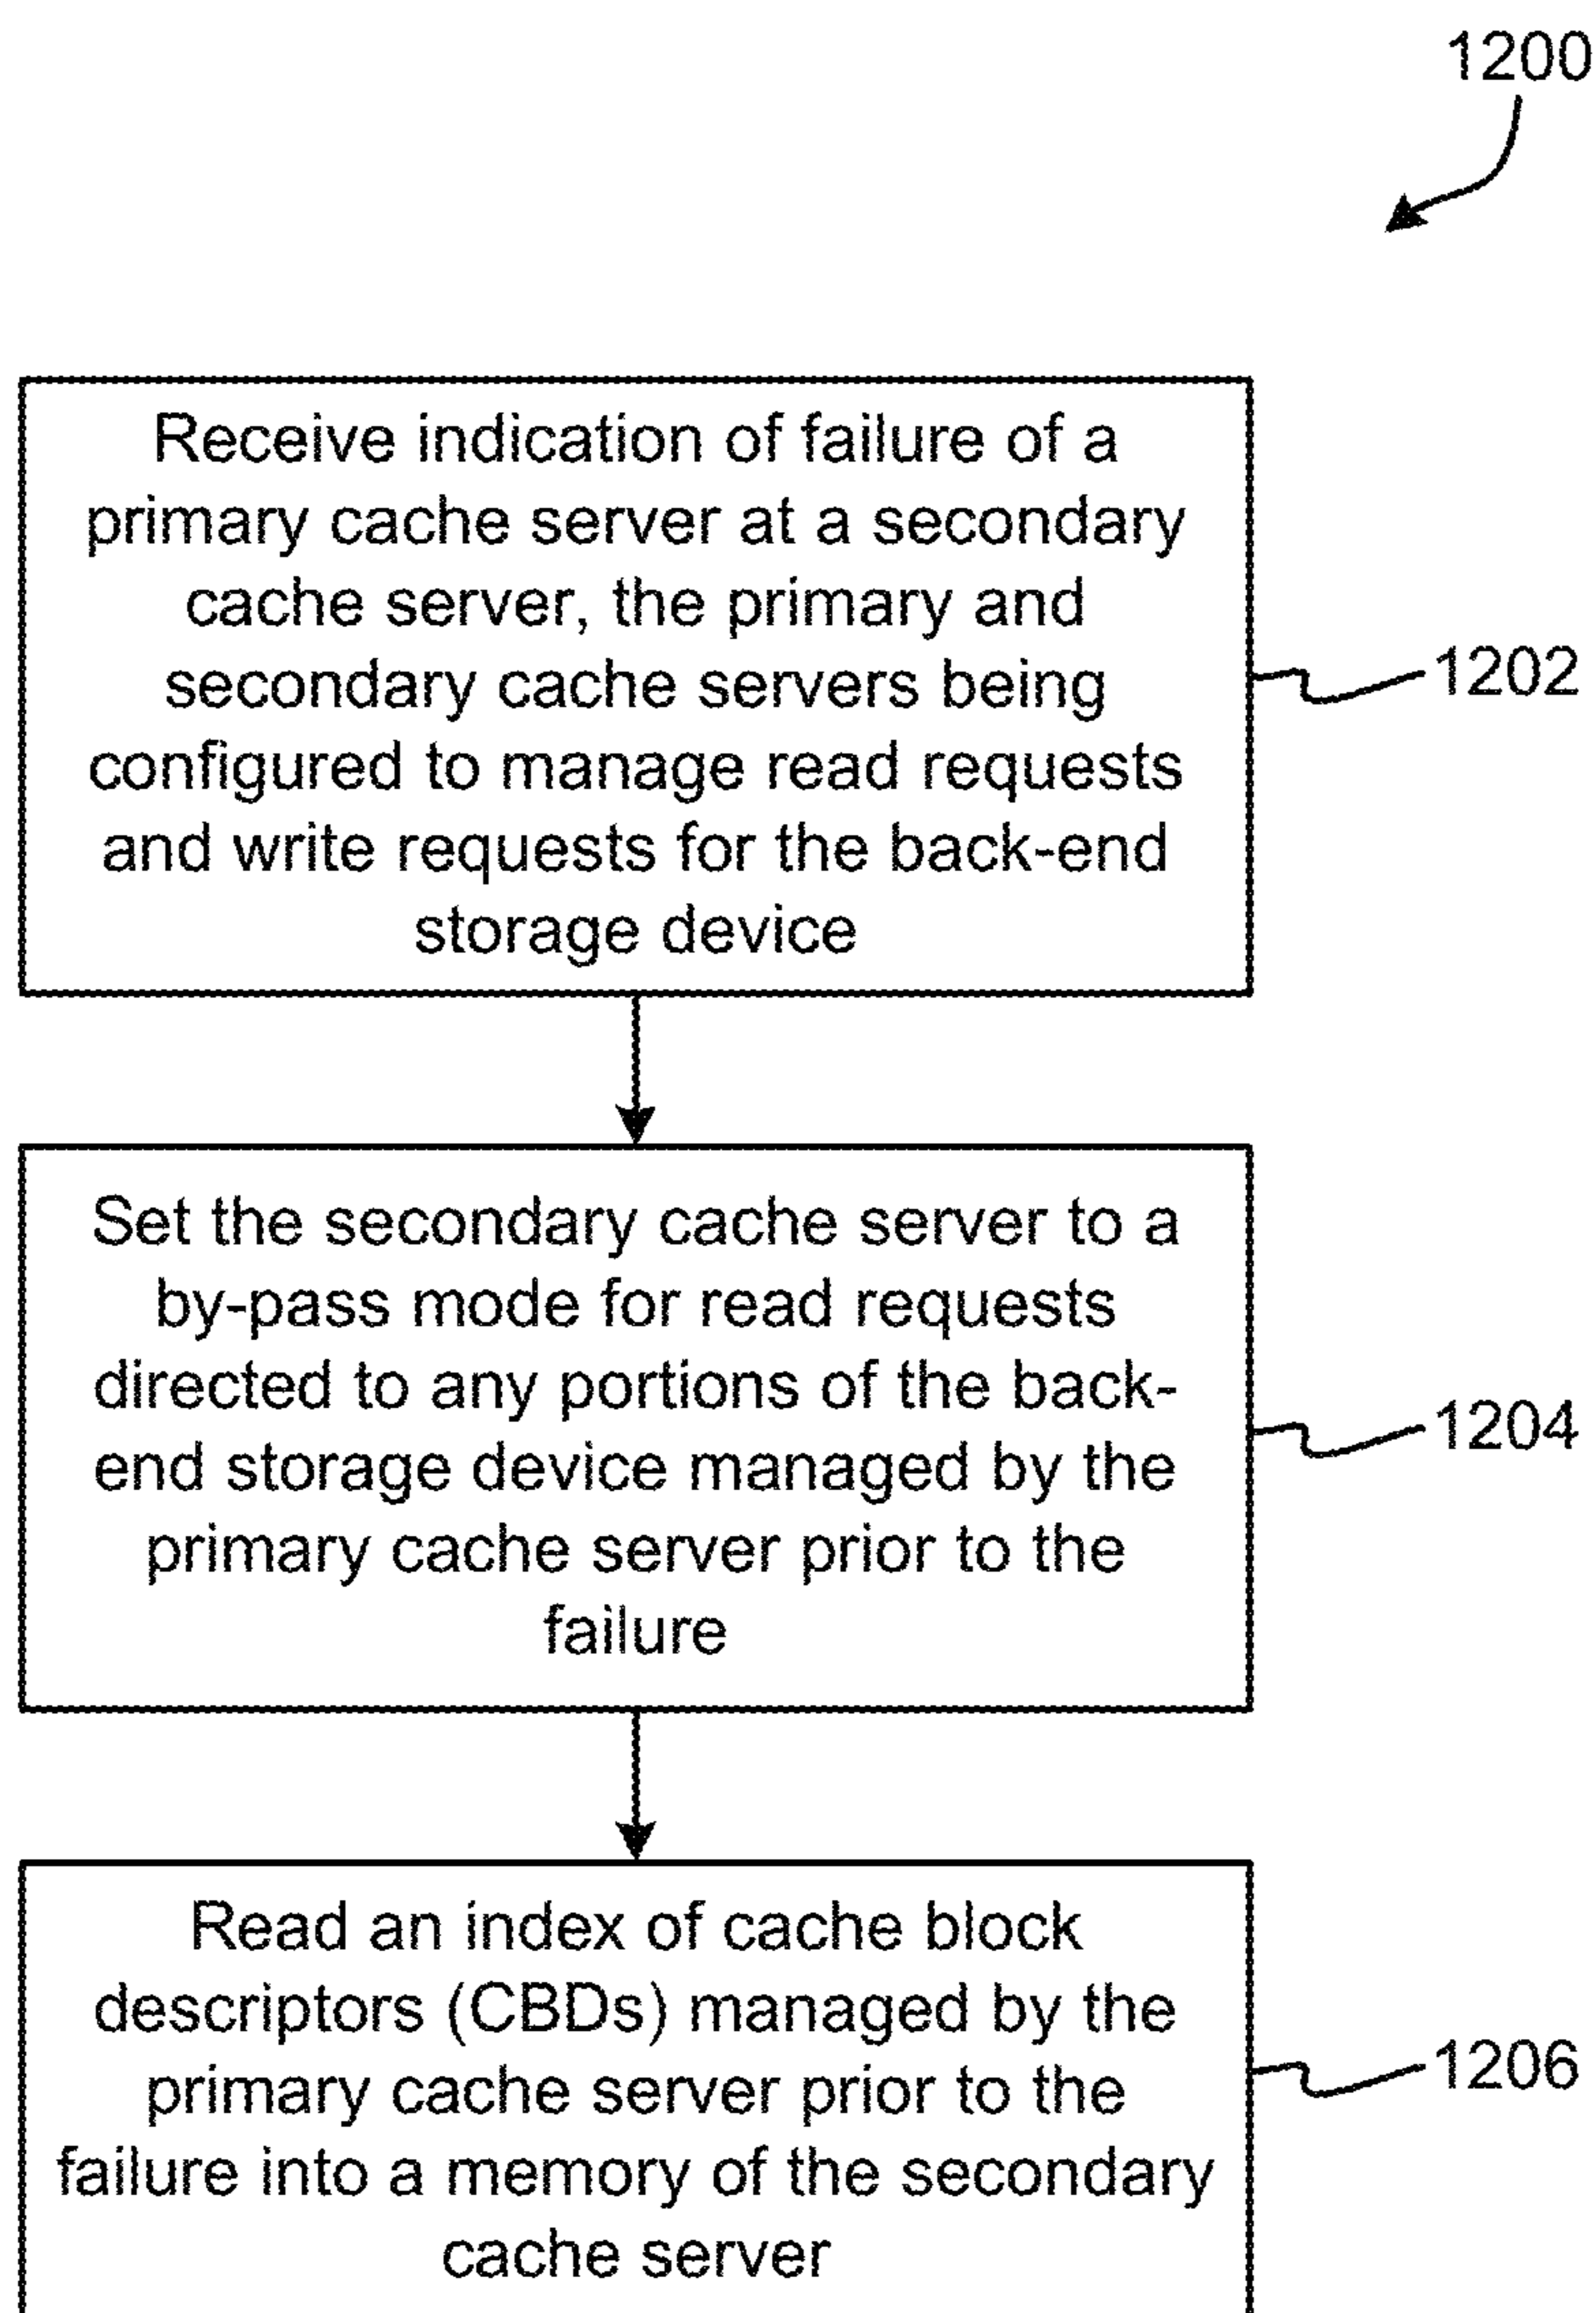 1200
Receive indication of failure of a
primary cache server at a secondary
cache server, the primary and
secondary cache servers being
configured to manage read requests
and write requests for the back-end
storage device
1202
Set the secondary cache server to a
by-pass mode for read requests
directed to any portions of the back-
end storage device managed by the
primary cache server prior to the
failure
1204
Read an index of cache block
descriptors (CBDs) managed by the
primary cache server prior to the
failure into a memory of the secondary
cache server
1206